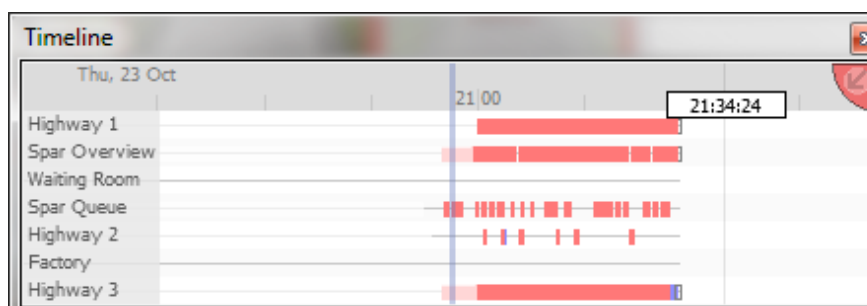 Timeline
Thu, 23 Oct
21 00
21:34:24
Highway 1
Spar Overview
Waiting Room
Spar Queue
Highway 2
Factory
Highway 3